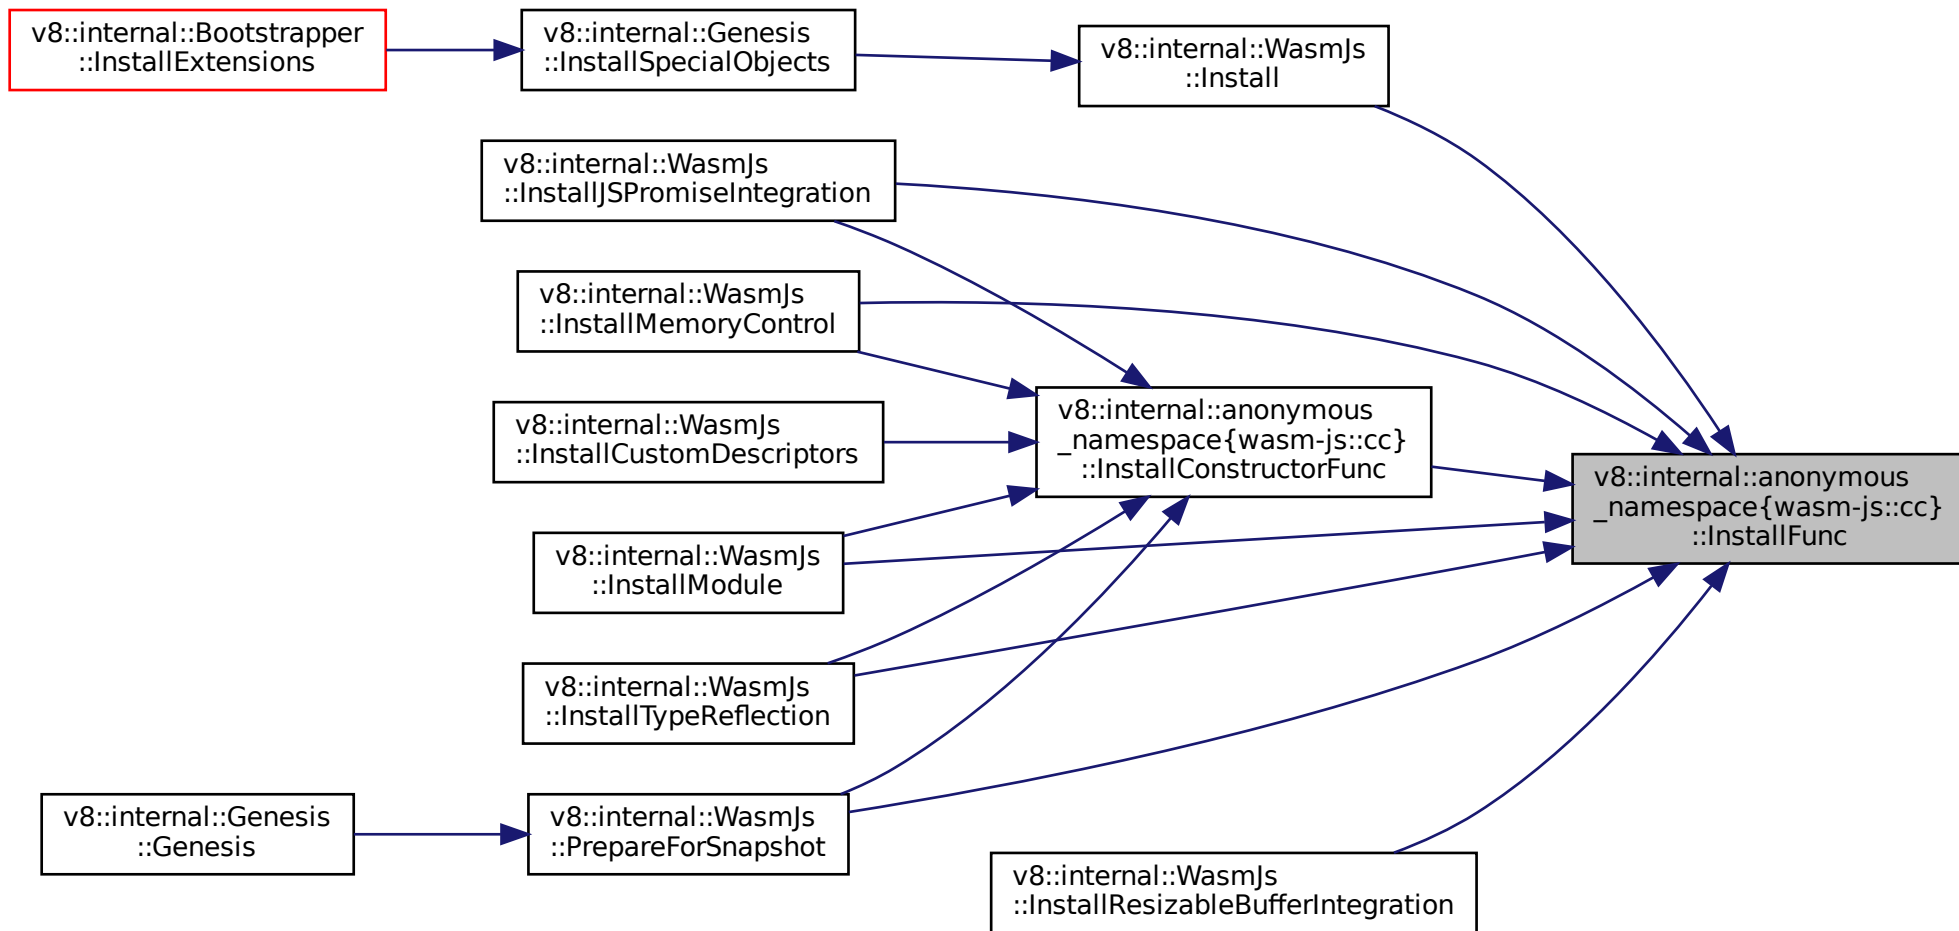 v8::internal::Bootstrapper
::InstallExtensions
v8::internal::Genesis
::InstallSpecialObjects
v8::internal::WasmJs
::Install
v8::internal::WasmJs
::InstallJSPromiseIntegration
v8::internal::WasmJs
::InstallMemoryControl
v8::internal::WasmJs
::InstallCustomDescriptors
v8::internal::anonymous
_namespace{wasm-js::cc}
::InstallConstructorFunc
v8::internal::anonymous
_namespace{wasm-js::cc}
::InstallFunc
v8::internal::WasmJs
::InstallModule
v8::internal::WasmJs
::InstallTypeReflection
v8::internal::Genesis
::Genesis
v8::internal::WasmJs
::PrepareForSnapshot
v8::internal::WasmJs
::InstallResizableBufferIntegration